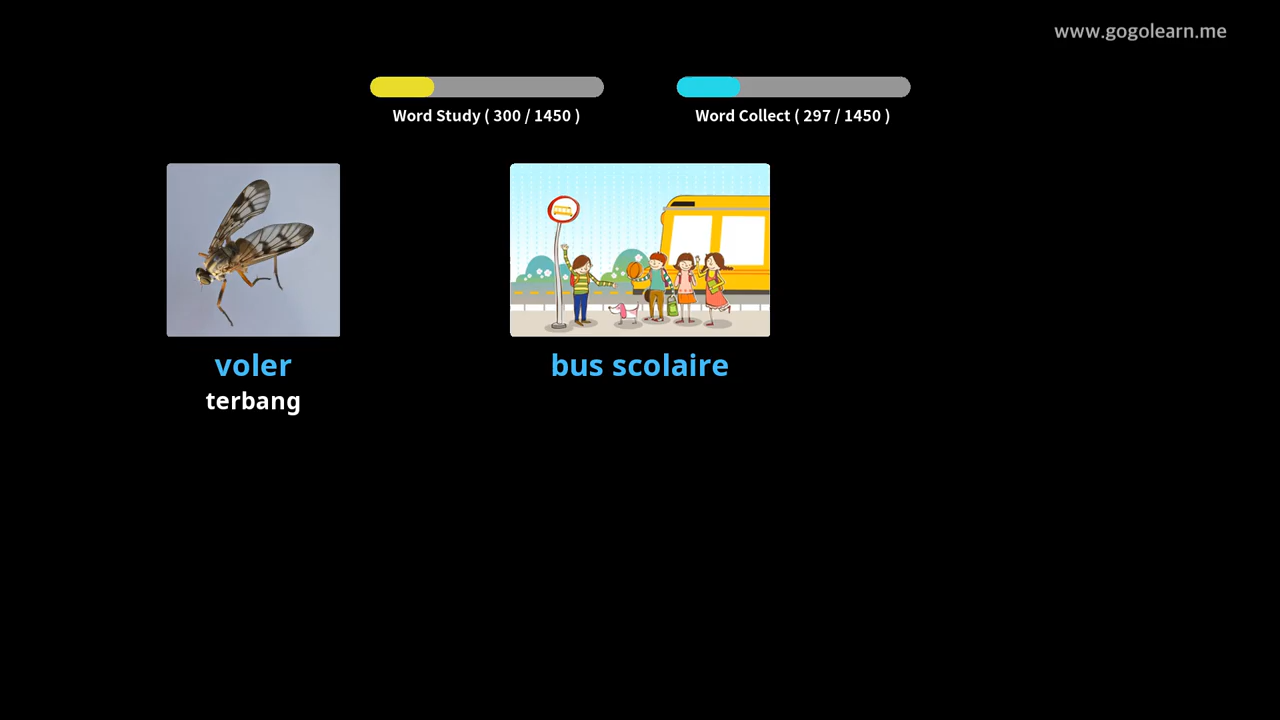 www.gogolearn.me
Word Study ( 300 / 1450 )
Word Collect ( 297 / 1450 )
voler
bus scolaire
terbang